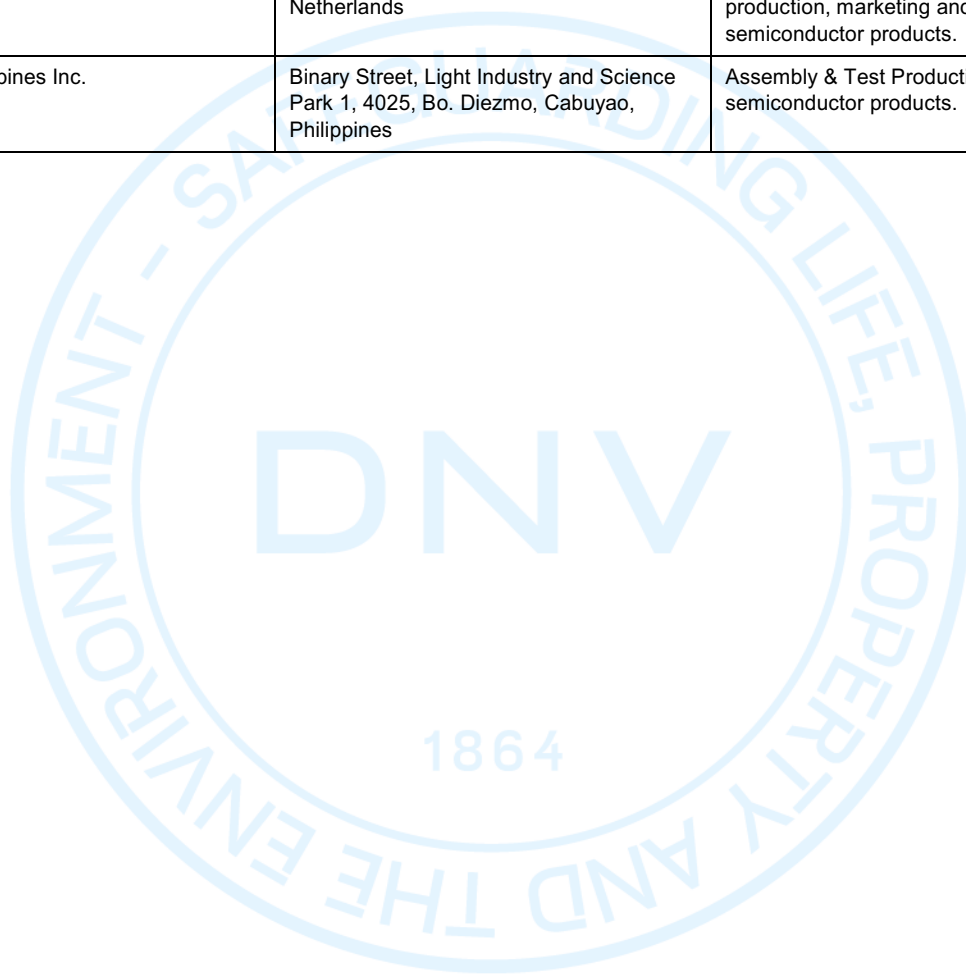 Netherlands
production, marketing and
semiconductor products.
pines Inc.
Binary Street, Light Industry and Science
Park 1, 4025, Bo. Diezmo, Cabuyao,
Philippines
Assembly & Test Product
semiconductor products.
SAFEGUARDING LIFE, PROPERTY AND THE ENVIRONMENT -
DNV
1864